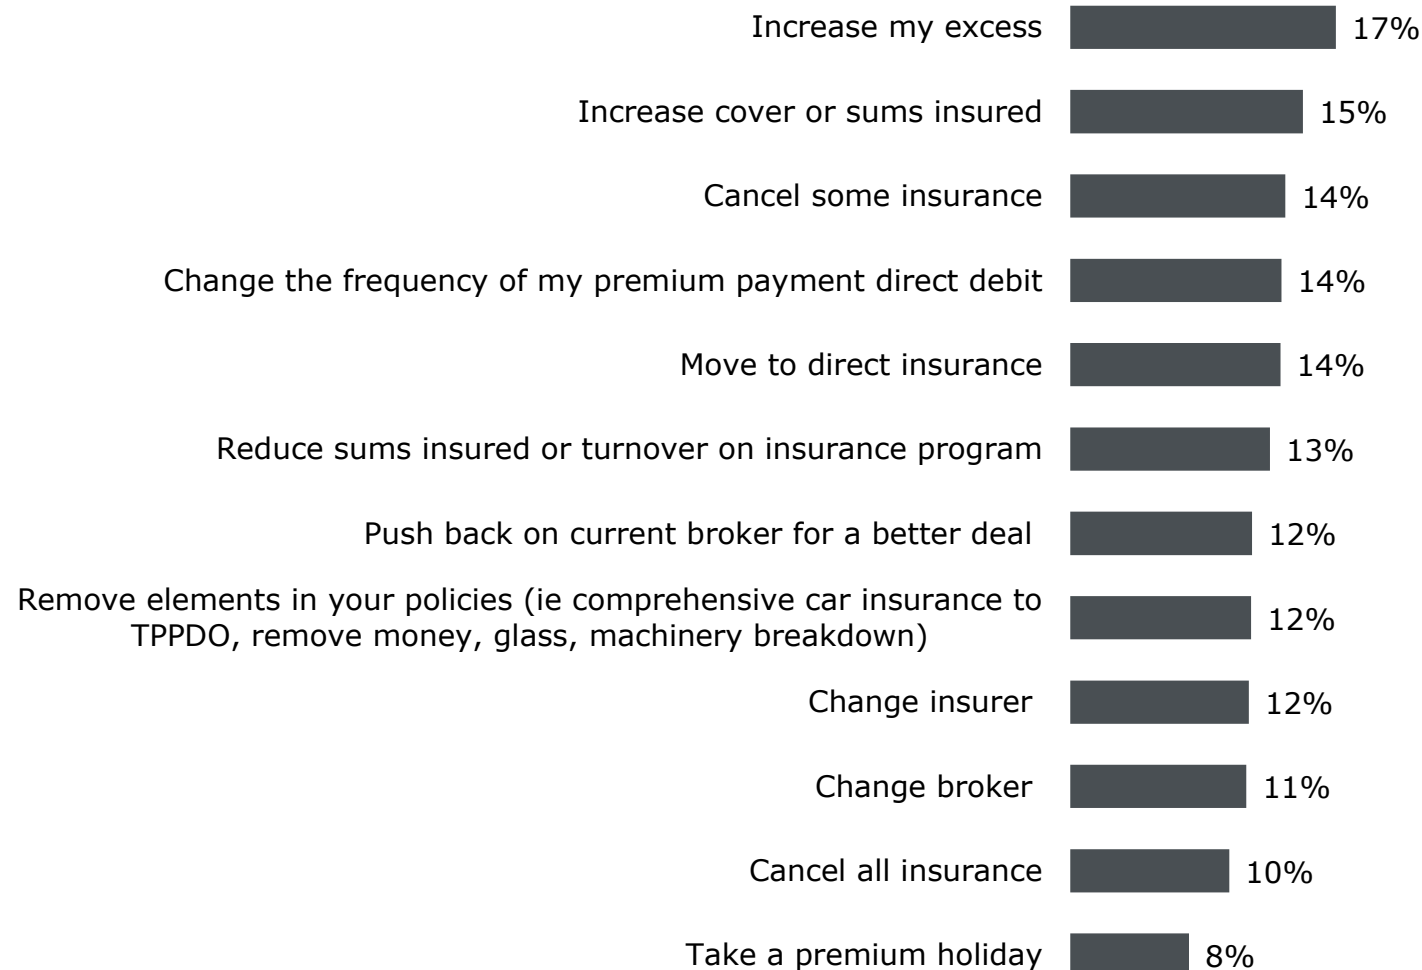 Increase my excess 17%
Increase cover or sums insured 15%
Cancel some insurance 14%
Change the frequency of my premium payment direct debit 14%
Move to direct insurance 14%
Reduce sums insured or turnover on insurance program 13%
Push back on current broker for a better deal 12%
Remove elements in your policies (ie comprehensive car insurance to
TPPDO, remove money, glass, machinery breakdown) 12%
Change insurer 12%
Change broker 11%
Cancel all insurance 10%
Take a premium holiday 8%